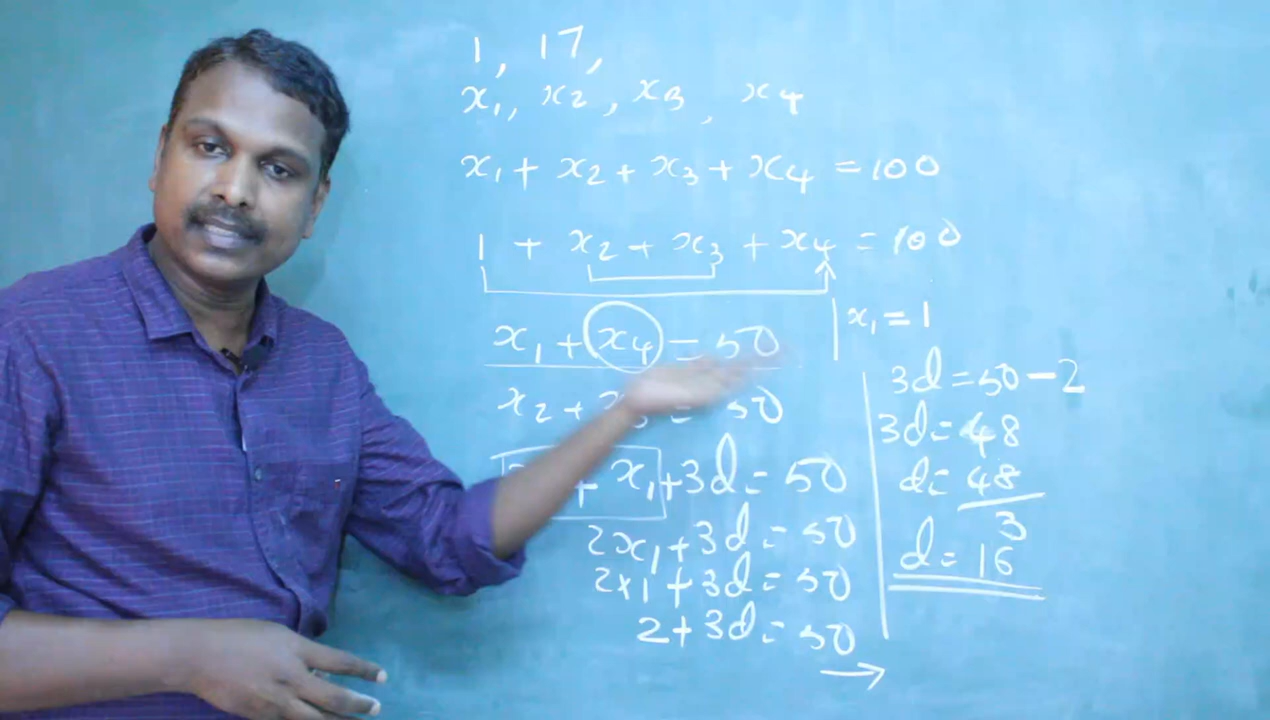 1, 17,
x₁, x₂, x₃, x₄
x₁ + x₂ + x₃ + x₄ = 100
1 + x₂ + x₃ + x₄ = 100
x₁ + x₄ = 50
x₂ + = 50
+ x₁ + 3d = 50
2x₁ + 3d = 50
2×1 + 3d = 50
2 + 3d = 50
→
x₁ = 1
3d = 50 - 2
3d = 48
d = 48
3
d = 16